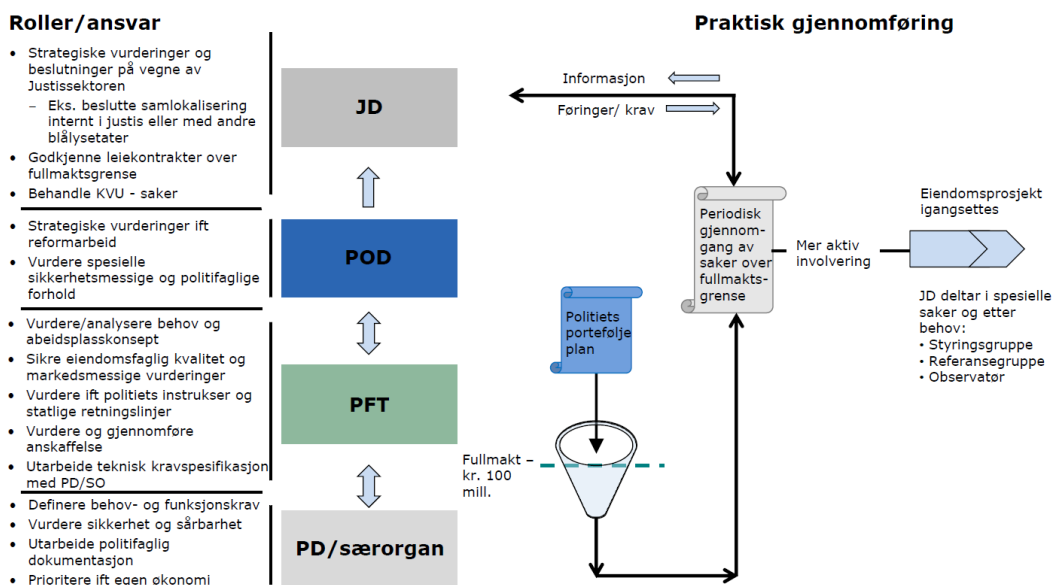 Roller/ansvar
• Strategiske vurderinger og
beslutninger på vegne av
Justissektoren
– Eks. beslutte samlokalisering
internt i justis eller med andre
blålysetater
• Godkjenne leiekontrakter over
fullmaktsgrense
• Behandle KVU - saker
• Strategiske vurderinger ift
reformarbeid
• Vurdere spesielle
sikkerhetsmessige og politifaglige
forhold
• Vurdere/analysere behov og
abeidsplasskonsept
• Sikre eiendomsfaglig kvalitet og
markedsmessige vurderinger
• Vurdere ift politiets instrukser og
statlige retningslinjer
• Vurdere og gjennomføre
anskaffelse
• Utarbeide teknisk kravspesifikasjon
med PD/SO
• Definere behov- og funksjonskrav
• Vurdere sikkerhet og sårbarhet
• Utarbeide politifaglig
dokumentasjon
• Prioritere ift egen økonomi
JD
POD
PFT
PD/særorgan
Praktisk gjennomføring
Informasjon
Føringer/ krav
Periodisk
gjennom-
gang av
saker over
fullmakts-
grense
Politiets
portefølje
plan
Fullmakt –
kr. 100
mill.
Mer aktiv
involvering
Eiendomsprosjekt
igangsettes
JD deltar i spesielle
saker og etter
behov:
• Styringsgruppe
• Referansegruppe
• Observatør